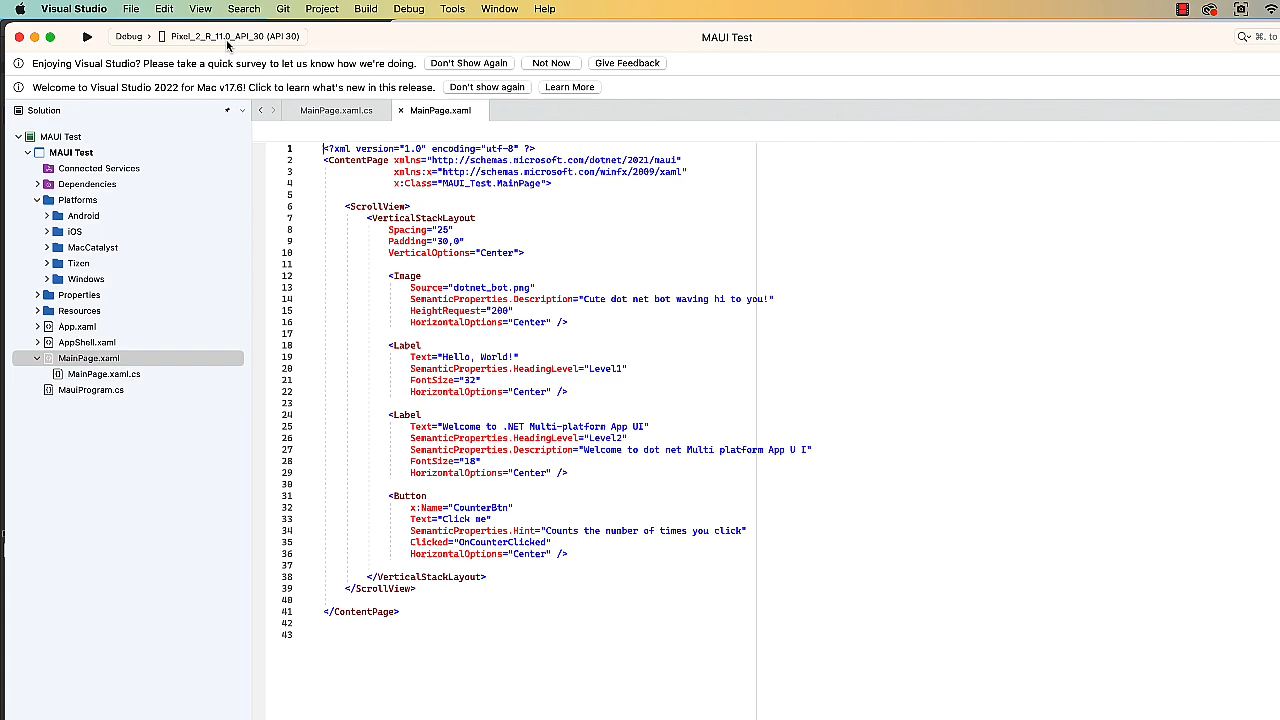 Visual Studio File Edit View Search Git Project Build Debug Tools Window Help
Debug › Pixel_2_R_11.0_API_30 (API 30) MAUI Test ⌘. to
Enjoying Visual Studio? Please take a quick survey to let us know how we're doing. Don't Show Again Not Now Give Feedback
Welcome to Visual Studio 2022 for Mac v17.6! Click to learn what's new in this release. Don't show again Learn More
Solution
MAUI Test
MAUI Test
Connected Services
Dependencies
Platforms
Android
iOS
MacCatalyst
Tizen
Windows
Properties
Resources
App.xaml
AppShell.xaml
MainPage.xaml
MainPage.xaml.cs
MauiProgram.cs
MainPage.xaml.cs MainPage.xaml
1 <?xml version="1.0" encoding="utf-8" ?>
2 <ContentPage xmlns="http://schemas.microsoft.com/dotnet/2021/maui"
3 xmlns:x="http://schemas.microsoft.com/winfx/2009/xaml"
4 x:Class="MAUI_Test.MainPage">
5
6 <ScrollView>
7 <VerticalStackLayout
8 Spacing="25"
9 Padding="30,0"
10 VerticalOptions="Center">
11
12 <Image
13 Source="dotnet_bot.png"
14 SemanticProperties.Description="Cute dot net bot waving hi to you!"
15 HeightRequest="200"
16 HorizontalOptions="Center" />
17
18 <Label
19 Text="Hello, World!"
20 SemanticProperties.HeadingLevel="Level1"
21 FontSize="32"
22 HorizontalOptions="Center" />
23
24 <Label
25 Text="Welcome to .NET Multi-platform App UI"
26 SemanticProperties.HeadingLevel="Level2"
27 SemanticProperties.Description="Welcome to dot net Multi platform App U I"
28 FontSize="18"
29 HorizontalOptions="Center" />
30
31 <Button
32 x:Name="CounterBtn"
33 Text="Click me"
34 SemanticProperties.Hint="Counts the number of times you click"
35 Clicked="OnCounterClicked"
36 HorizontalOptions="Center" />
37
38 </VerticalStackLayout>
39 </ScrollView>
40
41 </ContentPage>
42
43